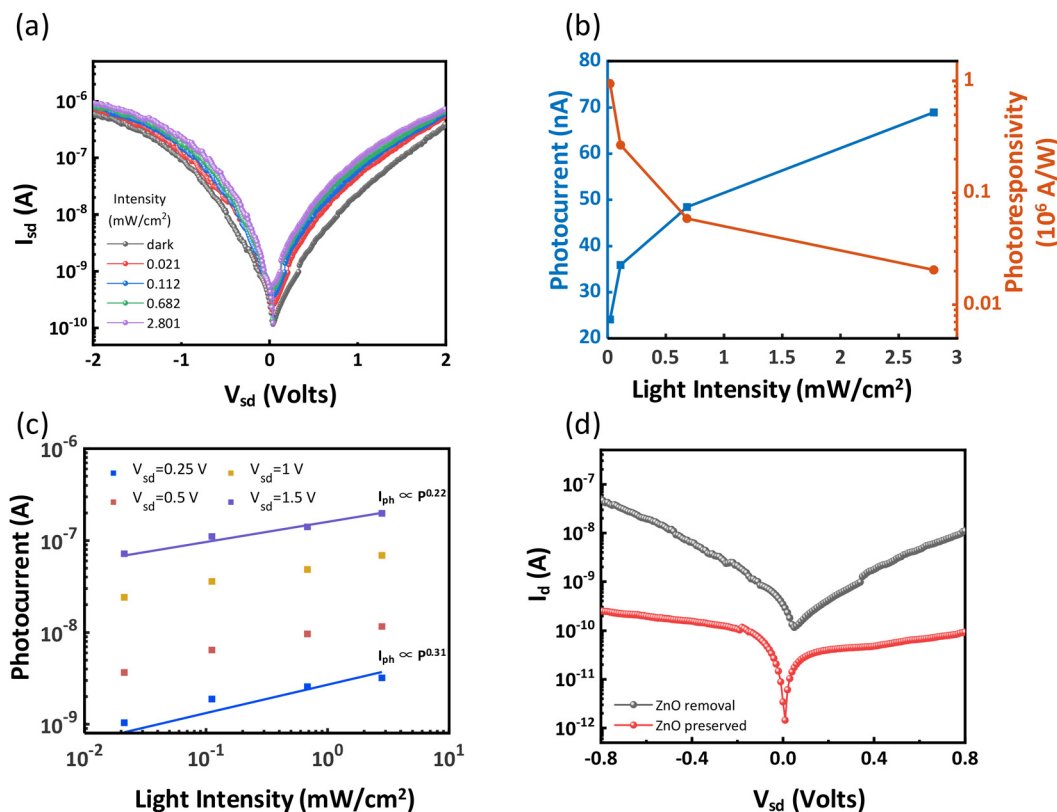 (a)
10⁻⁶
10⁻⁷
10⁻⁸
10⁻⁹
10⁻¹⁰
I_sd (A)
Intensity
(mW/cm²)
dark
0.021
0.112
0.682
2.801
-2
-1
0
1
2
V_sd (Volts)
(b)
80
70
60
50
40
30
20
Photocurrent (nA)
1
0.1
0.01
Photoresponsivity
(10⁶ A/W)
0
0.5
1
1.5
2
2.5
3
Light Intensity (mW/cm²)
(c)
10⁻⁶
10⁻⁷
10⁻⁸
10⁻⁹
Photocurrent (A)
V_sd=0.25 V
V_sd=1 V
V_sd=0.5 V
V_sd=1.5 V
I_ph ∝ P^0.22
I_ph ∝ P^0.31
10⁻²
10⁻¹
10⁰
10¹
Light Intensity (mW/cm²)
(d)
10⁻⁷
10⁻⁸
10⁻⁹
10⁻¹⁰
10⁻¹¹
10⁻¹²
I_d (A)
ZnO removal
ZnO preserved
-0.8
-0.4
0.0
0.4
0.8
V_sd (Volts)